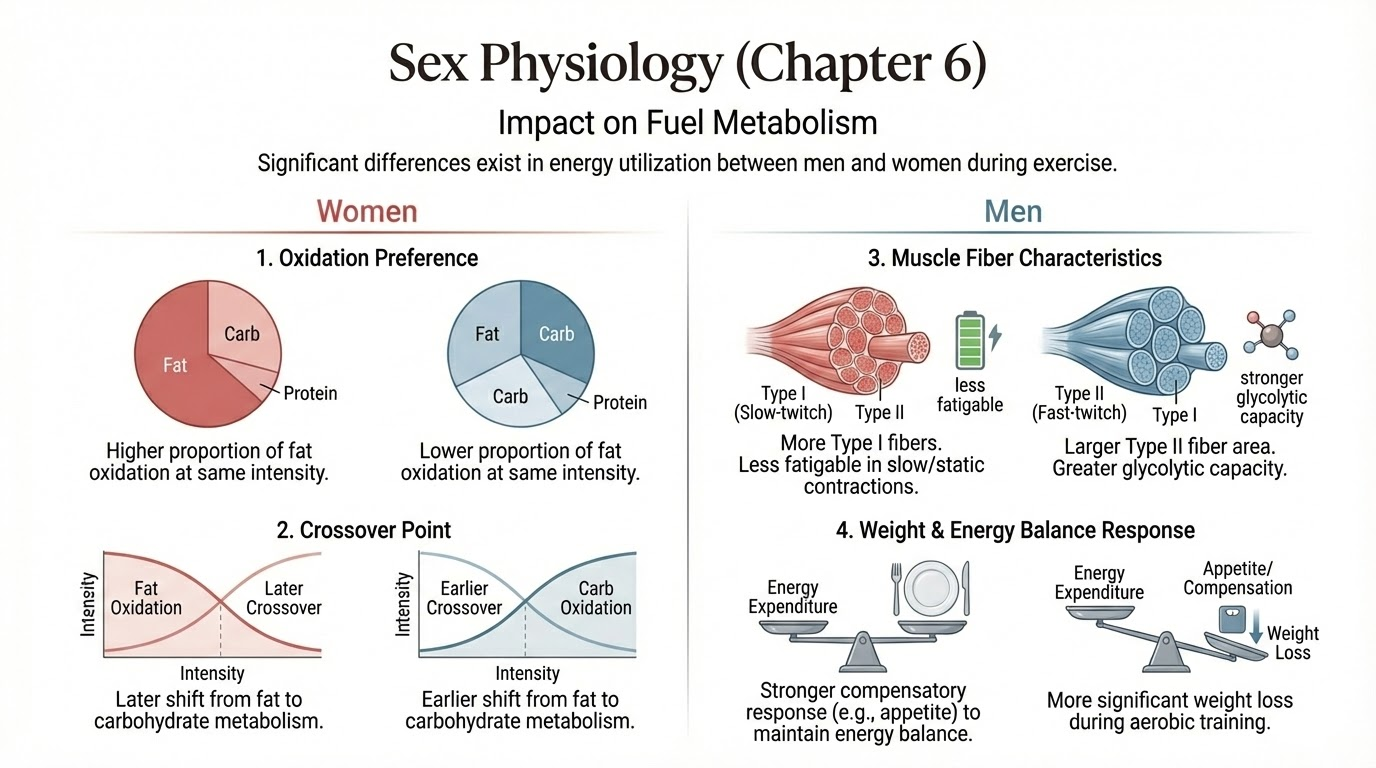 Sex Physiology (Chapter 6)
Impact on Fuel Metabolism
Significant differences exist in energy utilization between men and women during exercise.
Women
1. Oxidation Preference
Fat
Carb
Protein
Higher proportion of fat
oxidation at same intensity.
Fat
Carb
Carb
Protein
Lower proportion of fat
oxidation at same intensity.
2. Crossover Point
Intensity
Fat
Oxidation
Later
Crossover
Intensity
Later shift from fat to
carbohydrate metabolism.
Intensity
Earlier
Crossover
Carb
Oxidation
Intensity
Earlier shift from fat to
carbohydrate metabolism.
Men
3. Muscle Fiber Characteristics
Type I
(Slow-twitch)
Type II
less
fatigable
More Type I fibers.
Less fatigable in slow/static
contractions.
Type II
(Fast-twitch)
Type I
stronger
glycolytic
capacity
Larger Type II fiber area.
Greater glycolytic capacity.
4. Weight & Energy Balance Response
Energy
Expenditure
Stronger compensatory
response (e.g., appetite) to
maintain energy balance.
Energy
Expenditure
Appetite/
Compensation
Weight
Loss
More significant weight loss
during aerobic training.